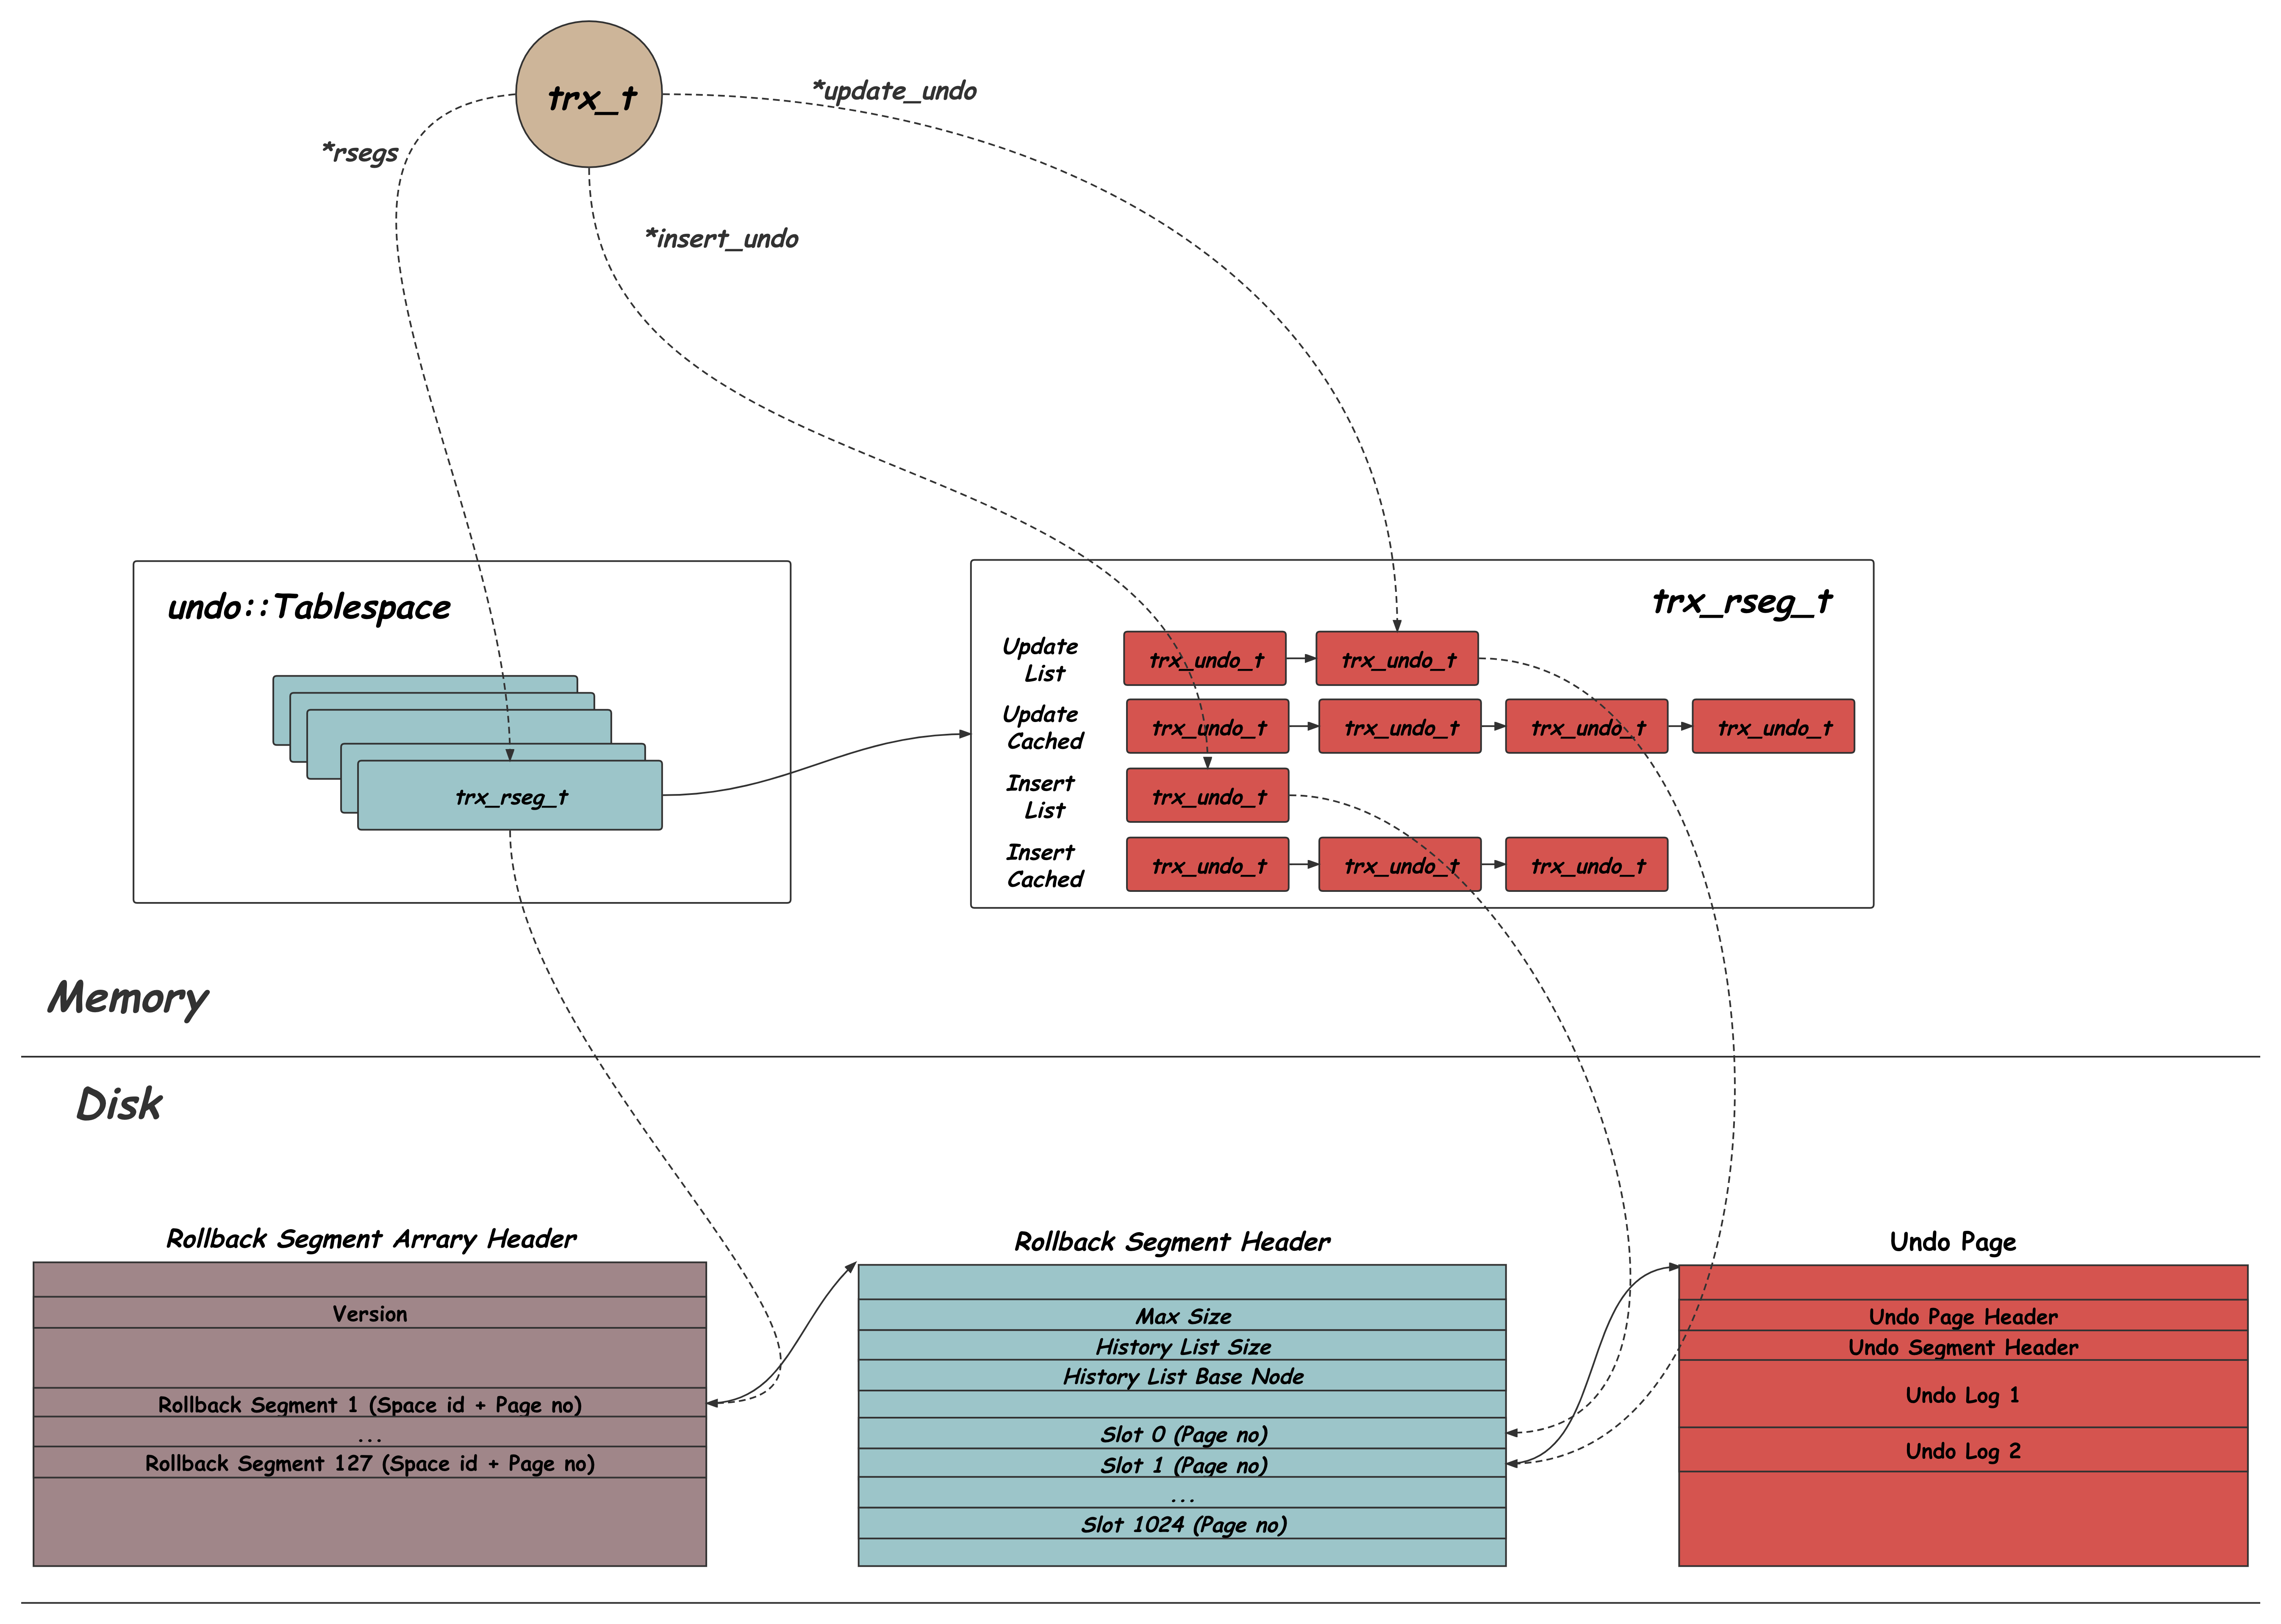 trx_t
*update_undo
*rsegs
*insert_undo
undo::Tablespace
trx_rseg_t
trx_rseg_t
Update
List
trx_undo_t
trx_undo_t
Update
Cached
trx_undo_t
trx_undo_t
trx_undo_t
trx_undo_t
Insert
List
trx_undo_t
Insert
Cached
trx_undo_t
trx_undo_t
trx_undo_t
Memory
Disk
Rollback Segment Arrary Header
Version
Rollback Segment 1 (Space id + Page no)
...
Rollback Segment 127 (Space id + Page no)
Rollback Segment Header
Max Size
History List Size
History List Base Node
Slot 0 (Page no)
Slot 1 (Page no)
...
Slot 1024 (Page no)
Undo Page
Undo Page Header
Undo Segment Header
Undo Log 1
Undo Log 2